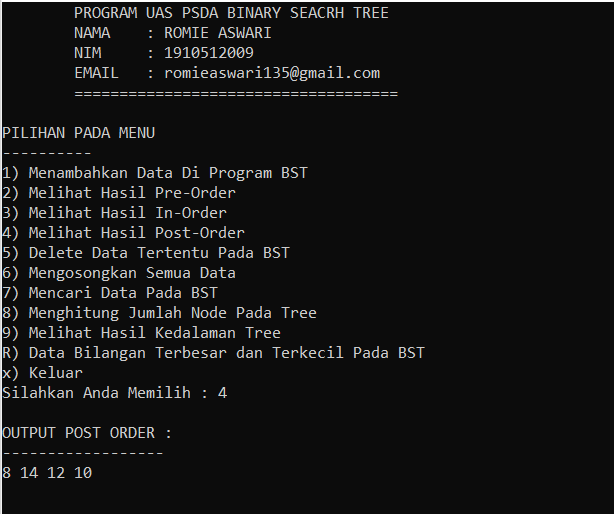 PROGRAM UAS PSDA BINARY SEACRH TREE
NAMA : ROMIE ASWARI
NIM : 1910512009
EMAIL : romieaswari135@gmail.com
====================================
PILIHAN PADA MENU
----------
1) Menambahkan Data Di Program BST
2) Melihat Hasil Pre-Order
3) Melihat Hasil In-Order
4) Melihat Hasil Post-Order
5) Delete Data Tertentu Pada BST
6) Mengosongkan Semua Data
7) Mencari Data Pada BST
8) Menghitung Jumlah Node Pada Tree
9) Melihat Hasil Kedalaman Tree
R) Data Bilangan Terbesar dan Terkecil Pada BST
x) Keluar
Silahkan Anda Memilih : 4
OUTPUT POST ORDER :
------------------
8 14 12 10